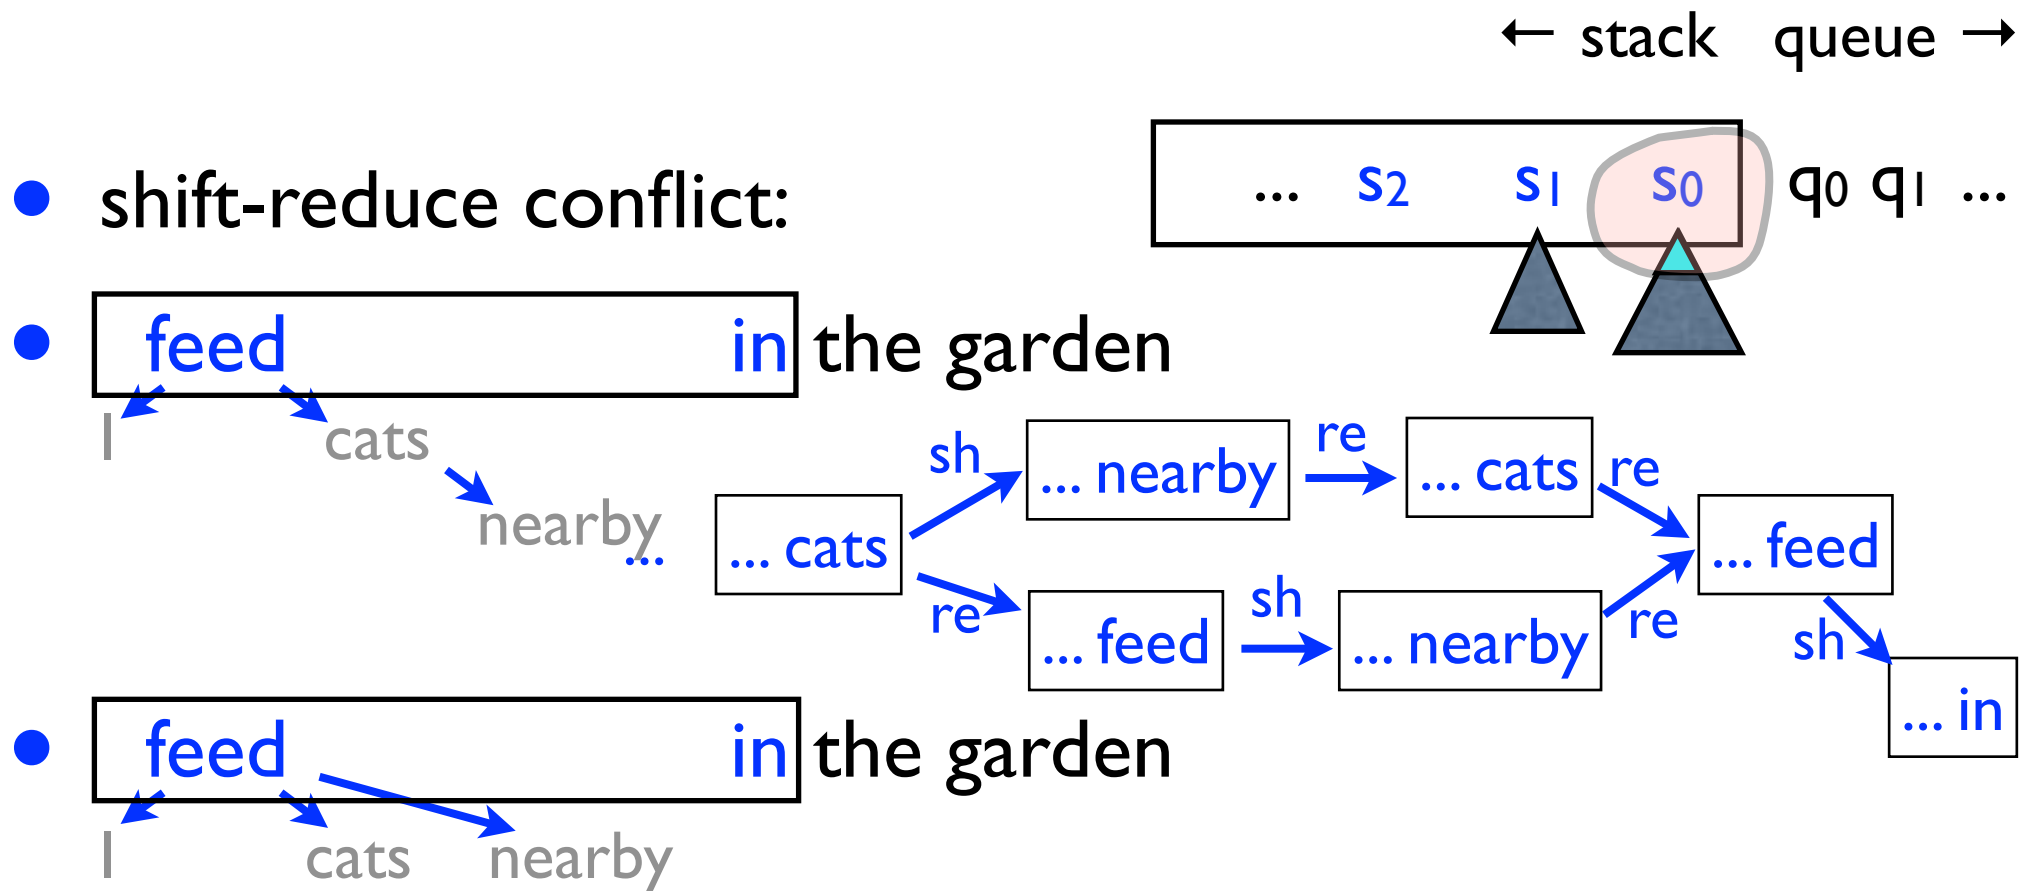 ← stack queue →
... s₂ s₁ s₀ q₀ q₁ ...
• shift-reduce conflict:
• feed in the garden
I cats
nearby
...
... cats
sh
... nearby
re
... cats
re
... feed
re
... feed
sh
... nearby
re
sh
... in
• feed in the garden
I cats nearby